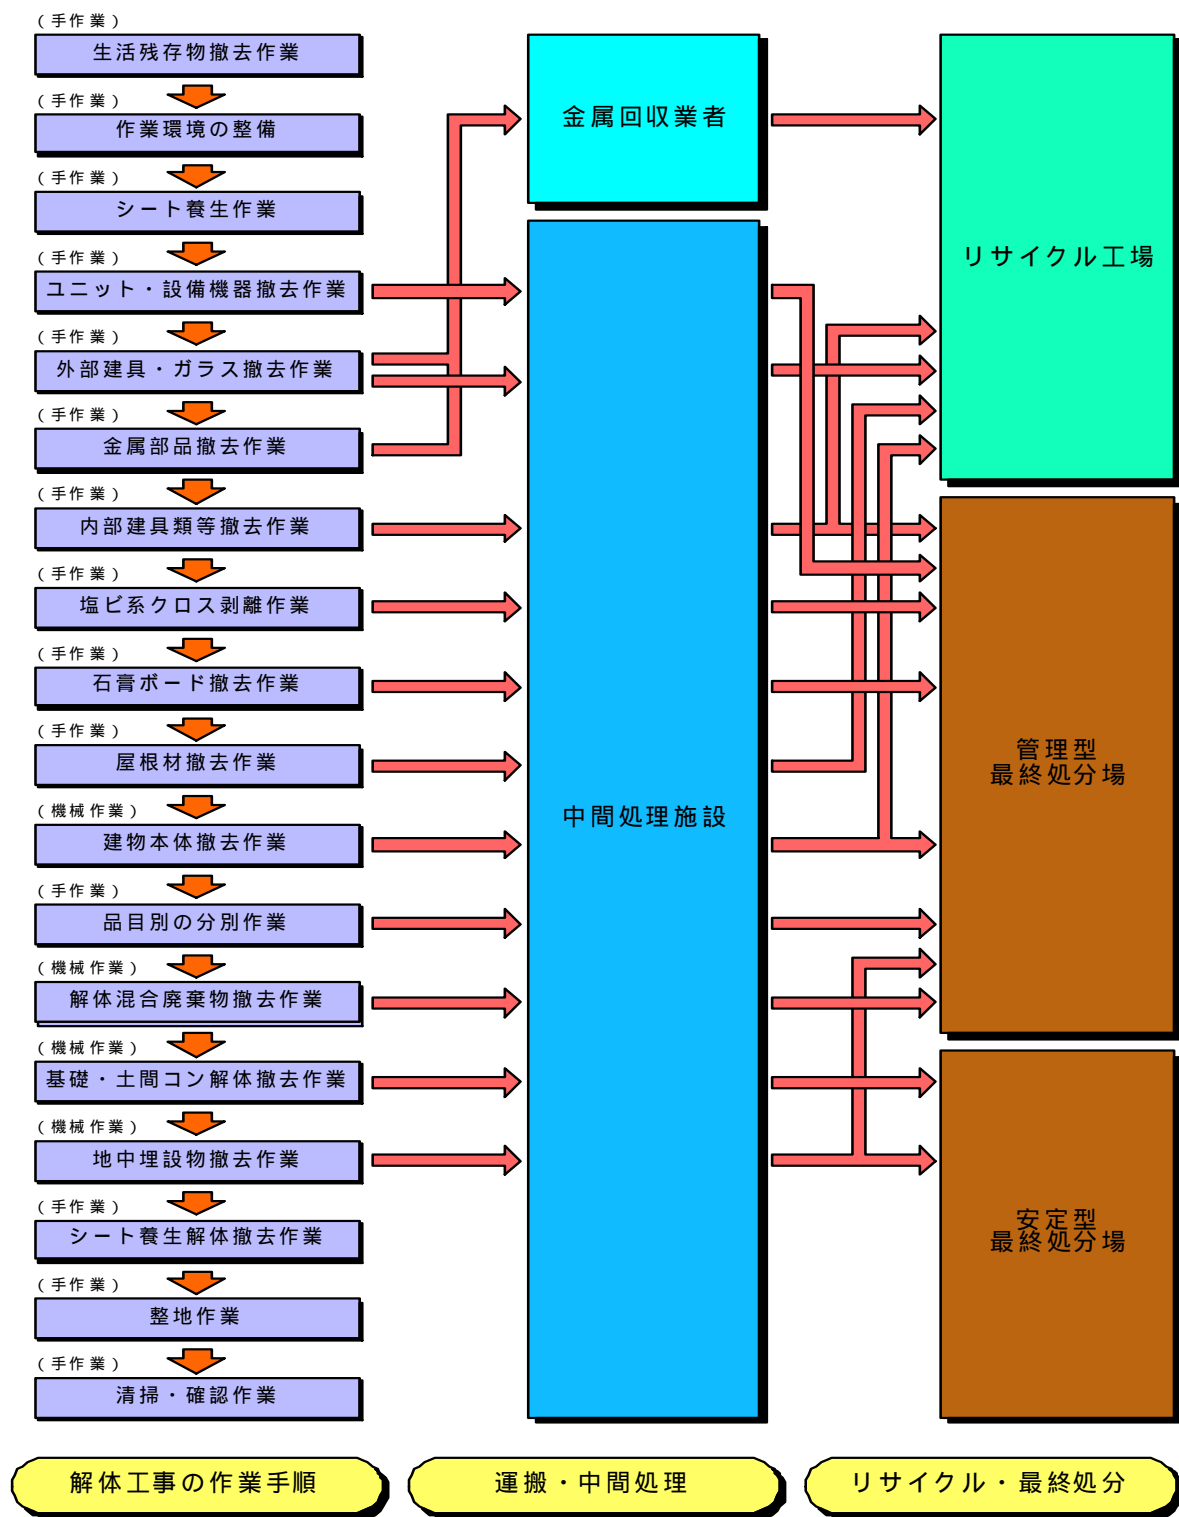 (手作業)
生活残存物撤去作業
(手作業)
作業環境の整備
(手作業)
シート養生作業
(手作業)
ユニット・設備機器撤去作業
(手作業)
外部建具・ガラス撤去作業
(手作業)
金属部品撤去作業
(手作業)
内部建具類等撤去作業
(手作業)
塩ビ系クロス剥離作業
(手作業)
石膏ボード撤去作業
(手作業)
屋根材撤去作業
(機械作業)
建物本体撤去作業
(手作業)
品目別の分別作業
(機械作業)
解体混合廃棄物撤去作業
(機械作業)
基礎・土間コン解体撤去作業
(機械作業)
地中埋設物撤去作業
(手作業)
シート養生解体撤去作業
(手作業)
整地作業
(手作業)
清掃・確認作業
解体工事の作業手順
金属回収業者
中間処理施設
運搬・中間処理
リサイクル工場
管理型
最終処分場
安定型
最終処分場
リサイクル・最終処分